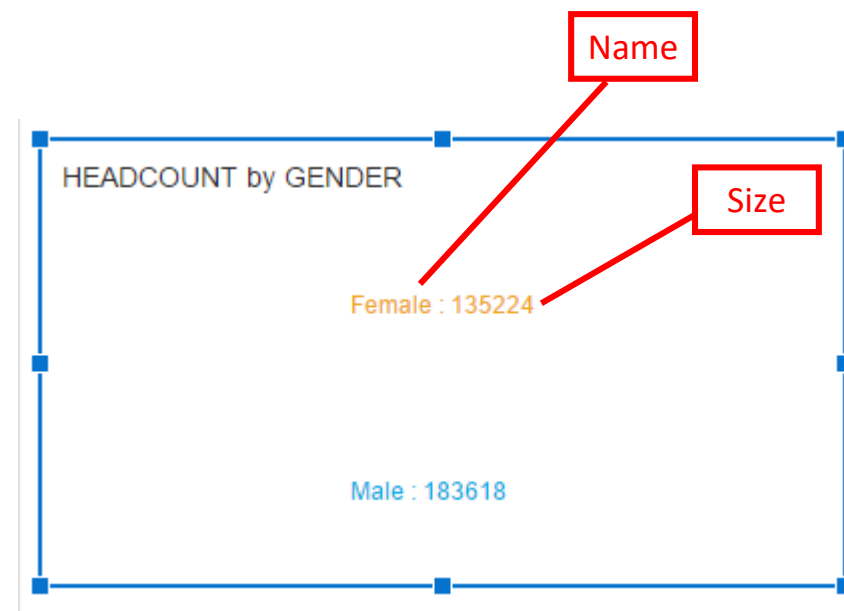 Name
HEADCOUNT by GENDER
Size
Female : 135224
Male : 183618